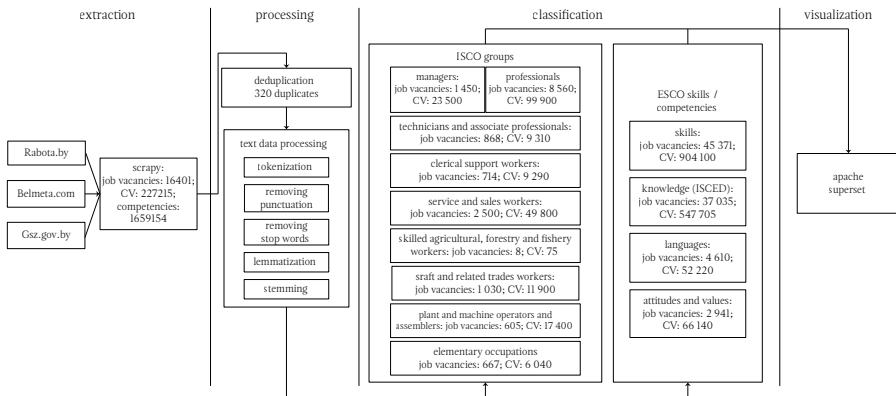 extraction
processing
classification
visualization
Rabota.by
Belmeta.com
Gsz.gov.by
scrapy:
job vacancies: 16401;
CV: 227215;
competencies:
1659154
deduplication
320 duplicates
text data processing
tokenization
removing
punctuation
removing
stop words
lemmatization
stemming
ISCO groups
managers:
job vacancies: 1 450;
CV: 23 500
professionals
job vacancies: 8 560;
CV: 99 900
technicians and associate professionals:
job vacancies: 868; CV: 9 310
clerical support workers:
job vacancies: 714; CV: 9 290
service and sales workers:
job vacancies: 2 500; CV: 49 800
skilled agricultural, forestry and fishery
workers: job vacancies: 8; CV: 75
sraft and related trades workers:
job vacancies: 1 030; CV: 11 900
plant and machine operators and
assemblers: job vacancies: 605; CV: 17 400
elementary occupations
job vacancies: 667; CV: 6 040
ESCO skills /
competencies
skills:
job vacancies: 45 371;
CV: 904 100
knowledge (ISCED):
job vacancies: 37 035;
CV: 547 705
languages:
job vacancies: 4 610;
CV: 52 220
attitudes and values:
job vacancies: 2 941;
CV: 66 140
apache
superset